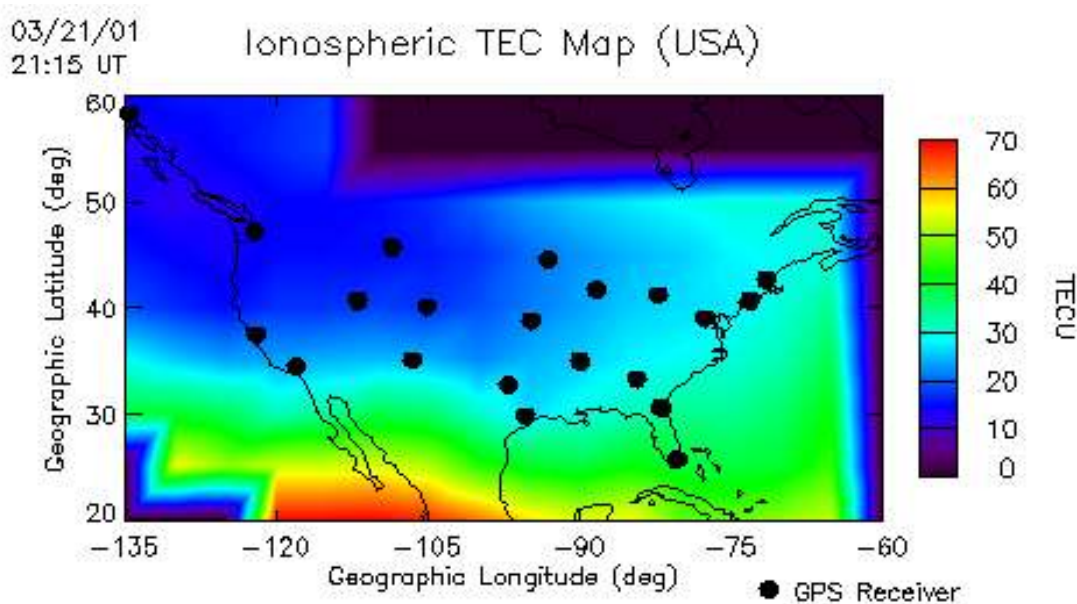 03/21/01
21:15 UT
Ionospheric TEC Map (USA)
60
50
40
30
20
Geographic Latitude (deg)
-135 -120 -105 -90 -75 -60
Geographic Longitude (deg)
GPS Receiver
70
60
50
40
30
20
10
0
TECU